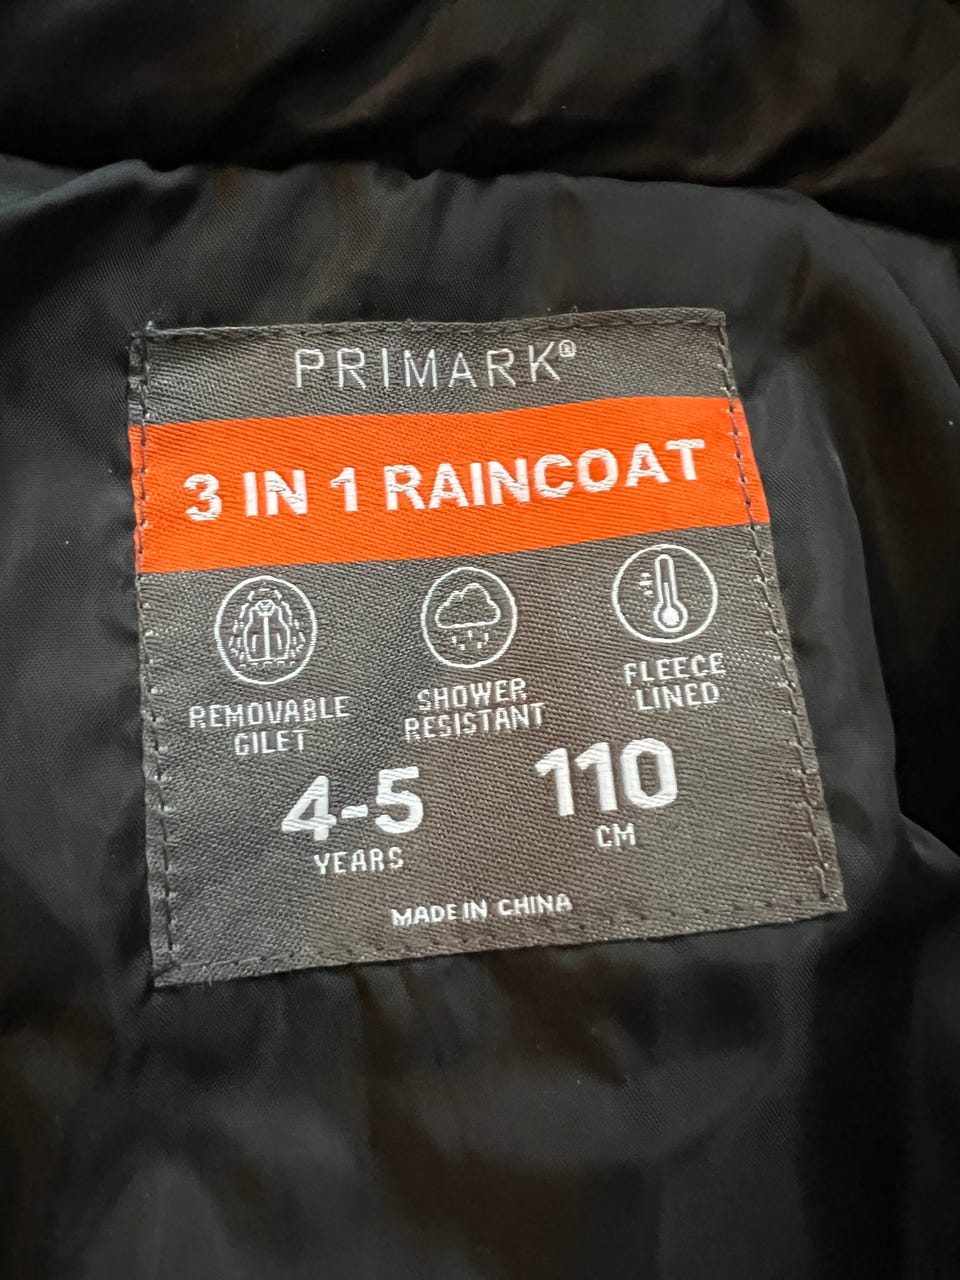 PRIMARK®
3 IN 1 RAINCOAT
REMOVABLE
GILET
SHOWER
RESISTANT
FLEECE
LINED
4-5
YEARS
110
CM
MADE IN CHINA